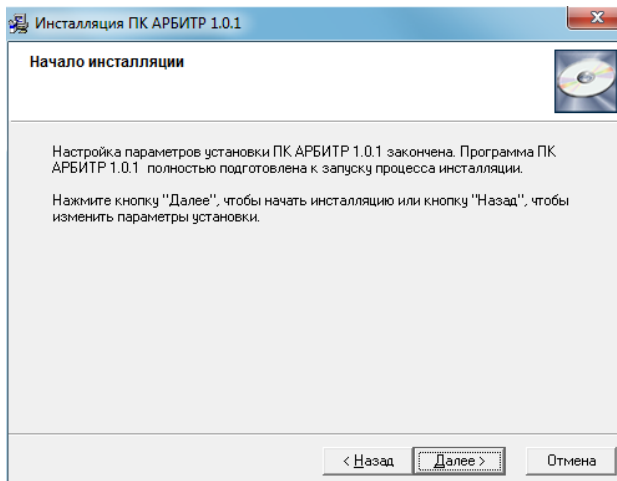 Инсталляция ПК АРБИТР 1.0.1
Начало инсталляции
Настройка параметров установки ПК АРБИТР 1.0.1 закончена. Программа ПК
АРБИТР 1.0.1 полностью подготовлена к запуску процесса инсталляции.
Нажмите кнопку "Далее", чтобы начать инсталляцию или кнопку "Назад", чтобы
изменить параметры установки.
< Назад Далее > Отмена